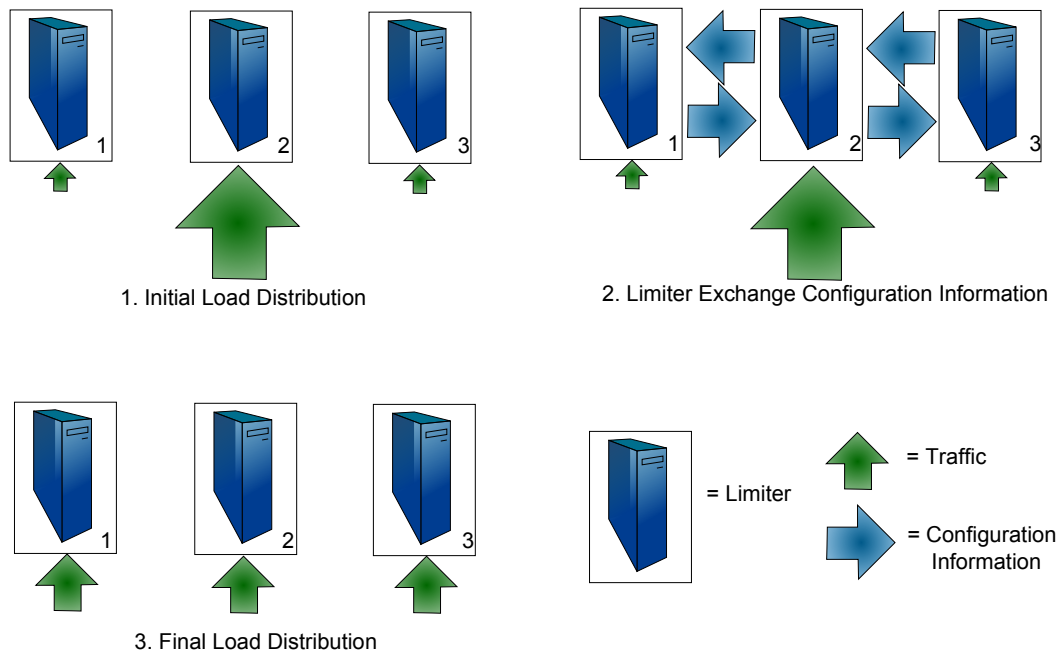 1
2
3
1. Initial Load Distribution
1
2
3
2. Limiter Exchange Configuration Information
1
2
3
3. Final Load Distribution
= Limiter
= Traffic
= Configuration
Information